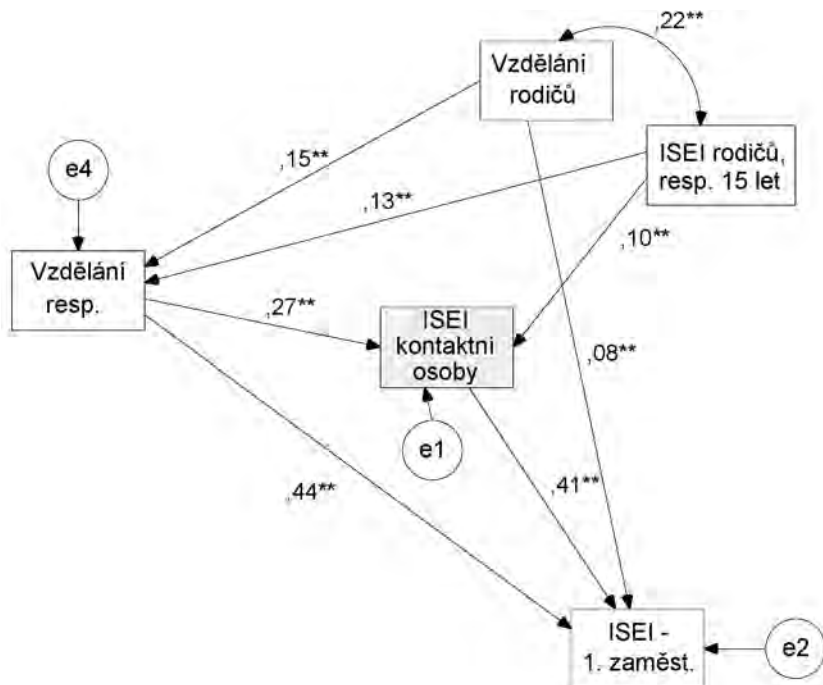 ,22**
Vzdělání
rodičů
ISEI rodičů,
resp. 15 let
e4
,15**
,13**
,10**
Vzdělání
resp.
,27**
ISEI
kontaktní
osoby
,08**
e1
,44**
,41**
ISEI -
1. zaměst.
e2